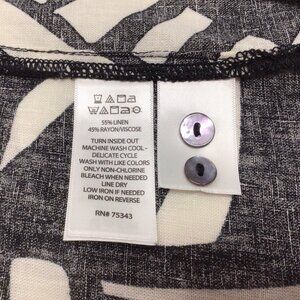 55% LINEN
45% RAYON/VISCOSE
TURN INSIDE OUT
MACHINE WASH COOL -
DELICATE CYCLE
WASH WITH LIKE COLORS
ONLY NON-CHLORINE
BLEACH WHEN NEEDED
LINE DRY
LOW IRON IF NEEDED
IRON ON REVERSE
RN# 75343